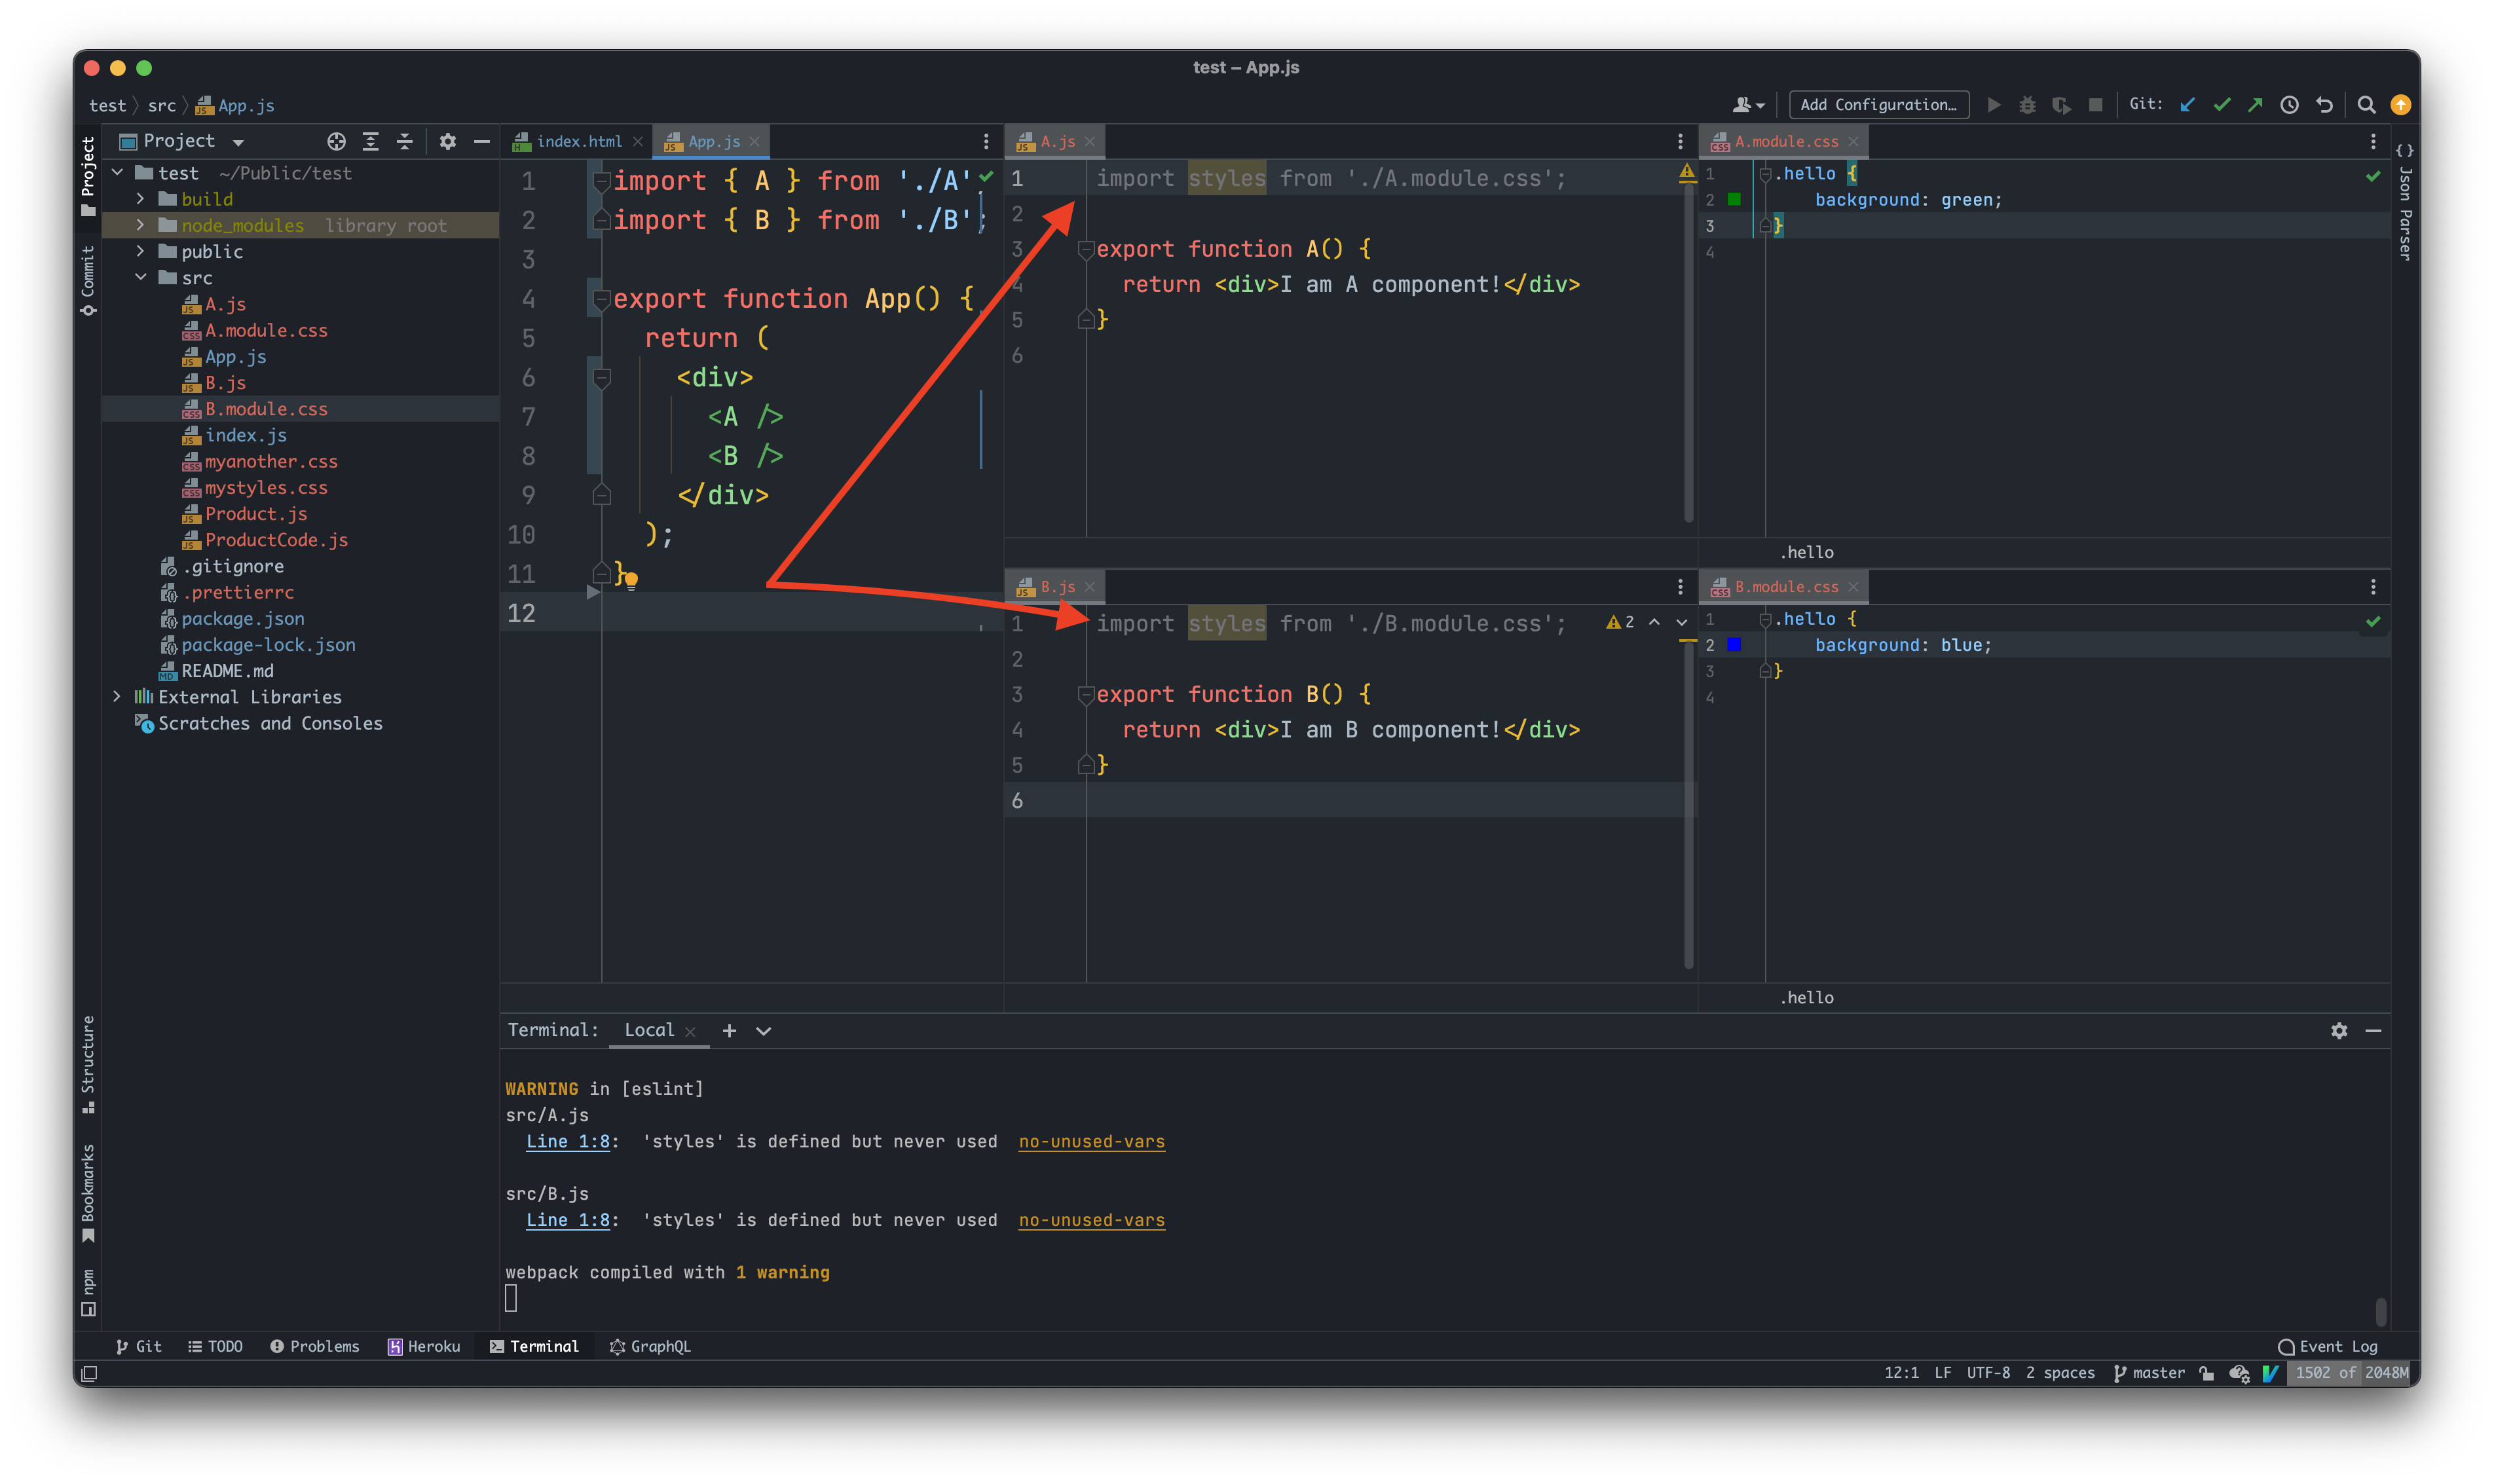 test – App.js
test src App.js
Add Configuration...
Git:
Project
index.html
App.js
A.js
A.module.css
test ~/Public/test
build
node_modules library root
public
src
A.js
A.module.css
App.js
B.js
B.module.css
index.js
myanother.css
mystyles.css
Product.js
ProductCode.js
.gitignore
.prettierrc
package.json
package-lock.json
README.md
External Libraries
Scratches and Consoles
1 import { A } from './A'
2 import { B } from './B';
3
4 export function App() {
5 return (
6 <div>
7 <A />
8 <B />
9 </div>
10 );
11 }
12
1 import styles from './A.module.css';
2
3 export function A() {
4 return <div>I am A component!</div>
5 }
6
1 .hello {
2 background: green;
3 }
4
.hello
B.js
1 import styles from './B.module.css';
2
2
3 export function B() {
4 return <div>I am B component!</div>
5 }
6
B.module.css
1 .hello {
2 background: blue;
3 }
4
.hello
Project
Commit
Structure
Bookmarks
npm
{} Json Parser
Terminal: Local
WARNING in [eslint]
src/A.js
Line 1:8: 'styles' is defined but never used no-unused-vars
src/B.js
Line 1:8: 'styles' is defined but never used no-unused-vars
webpack compiled with 1 warning
Git TODO Problems Heroku Terminal GraphQL Event Log
12:1 LF UTF-8 2 spaces master 1502 of 2048M